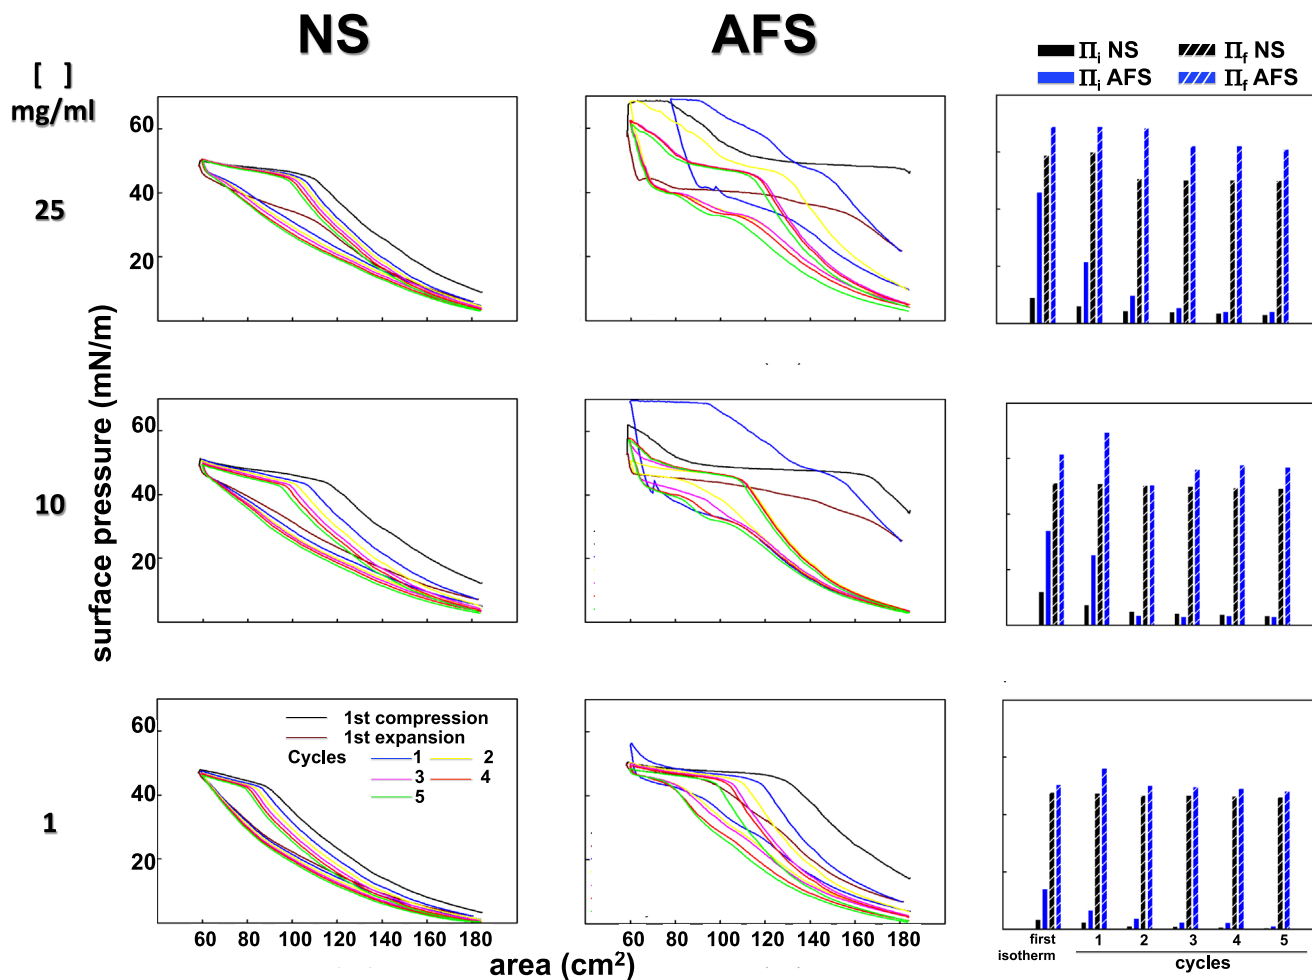 NS
AFS
[ ]
mg/ml
Πi NS
Πf NS
Πi AFS
Πf AFS
surface pressure (mN/m)
25
60
40
20
10
60
40
20
1
60
40
20
1st compression
1st expansion
Cycles
1
2
3
4
5
60 80 100 120 140 160 180
60 80 100 120 140 160 180
area (cm2)
first
isotherm
1 2 3 4 5
cycles